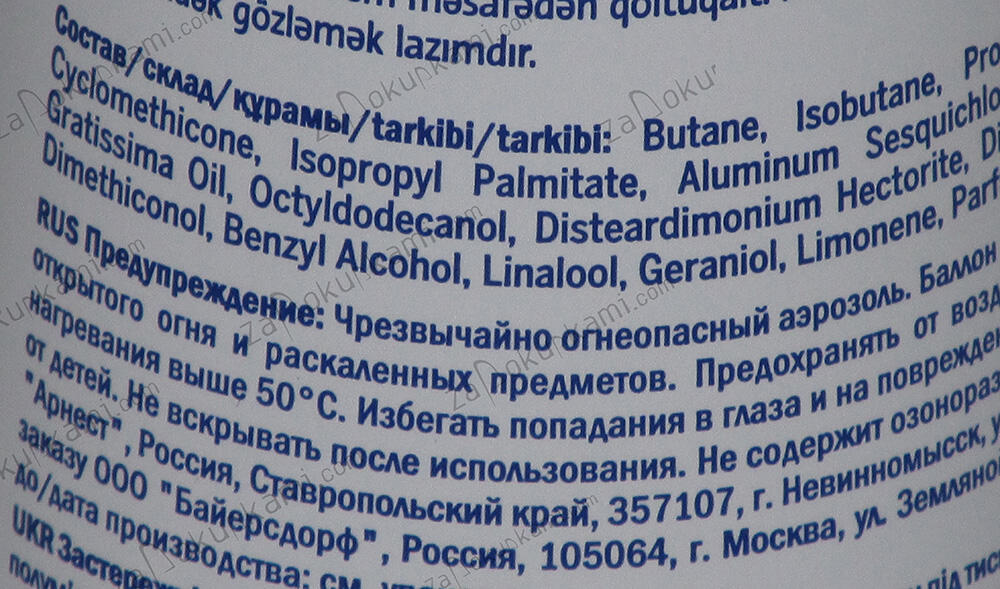 məsafədən qoltuqaltı
gözləmək lazımdır.
Состав/склад/құрамы/tarkibi/tarkibi: Butane, Isobutane,
Cyclomethicone, Isopropyl Palmitate, Aluminum
Gratissima Oil, Octyldodecanol, Disteardimonium Hectorite,
Dimethiconol, Benzyl Alcohol, Linalool, Geraniol, Limonene,
RUS Предупреждение: Чрезвычайно огнеопасный аэрозоль. Баллон
открытого огня и раскаленных предметов. Предохранять от
нагревания выше 50°C. Избегать попадания в глаза и на
от детей. Не вскрывать после использования. Не содержит
"Арнест", Россия, Ставропольский край, 357107, г. Невинномысск,
заказу ООО "Байерсдорф", Россия, 105064, г. Москва, ул.
до/дата производства: см.
UKR